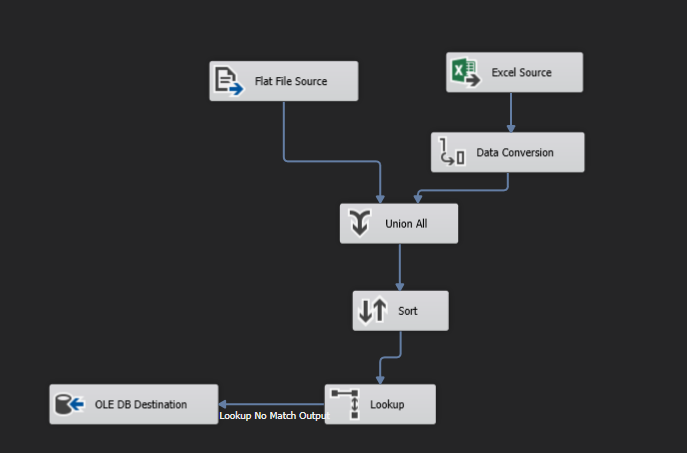 Flat File Source
Excel Source
Data Conversion
Union All
Sort
Lookup
OLE DB Destination
Lookup No Match Output